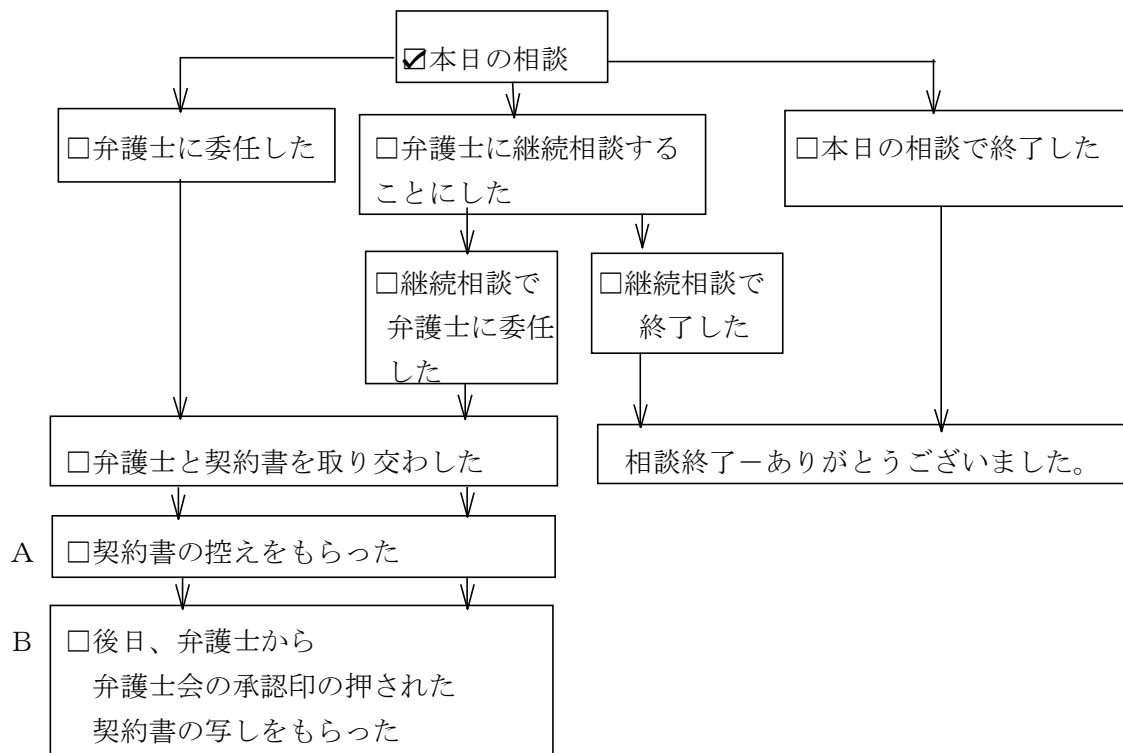 ☑本日の相談
□弁護士に委任した
□弁護士に継続相談する
ことにした
□本日の相談で終了した
□継続相談で
弁護士に委任
した
□継続相談で
終了した
□弁護士と契約書を取り交わした
相談終了－ありがとうございました。
A □契約書の控えをもらった
B □後日、弁護士から
弁護士会の承認印の押された
契約書の写しをもらった